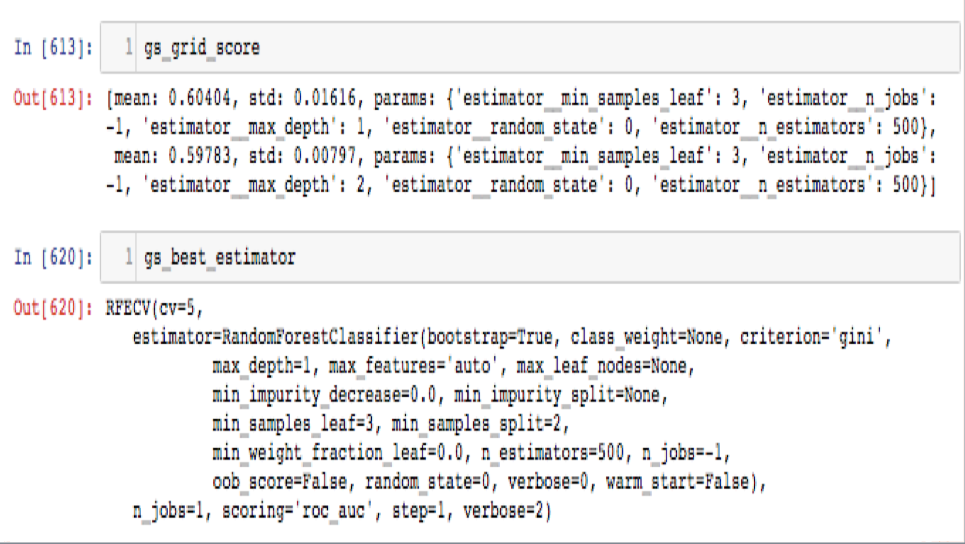 In [613]: 1 gs_grid_score
Out[613]: [mean: 0.60404, std: 0.01616, params: {'estimator__min_samples_leaf': 3, 'estimator__n_jobs':
-1, 'estimator__max_depth': 1, 'estimator__random_state': 0, 'estimator__n_estimators': 500},
mean: 0.59783, std: 0.00797, params: {'estimator__min_samples_leaf': 3, 'estimator__n_jobs':
-1, 'estimator__max_depth': 2, 'estimator__random_state': 0, 'estimator__n_estimators': 500}]
In [620]: 1 gs_best_estimator
Out[620]: RFECV(cv=5,
estimator=RandomForestClassifier(bootstrap=True, class_weight=None, criterion='gini',
max_depth=1, max_features='auto', max_leaf_nodes=None,
min_impurity_decrease=0.0, min_impurity_split=None,
min_samples_leaf=3, min_samples_split=2,
min_weight_fraction_leaf=0.0, n_estimators=500, n_jobs=-1,
oob_score=False, random_state=0, verbose=0, warm_start=False),
n_jobs=1, scoring='roc_auc', step=1, verbose=2)